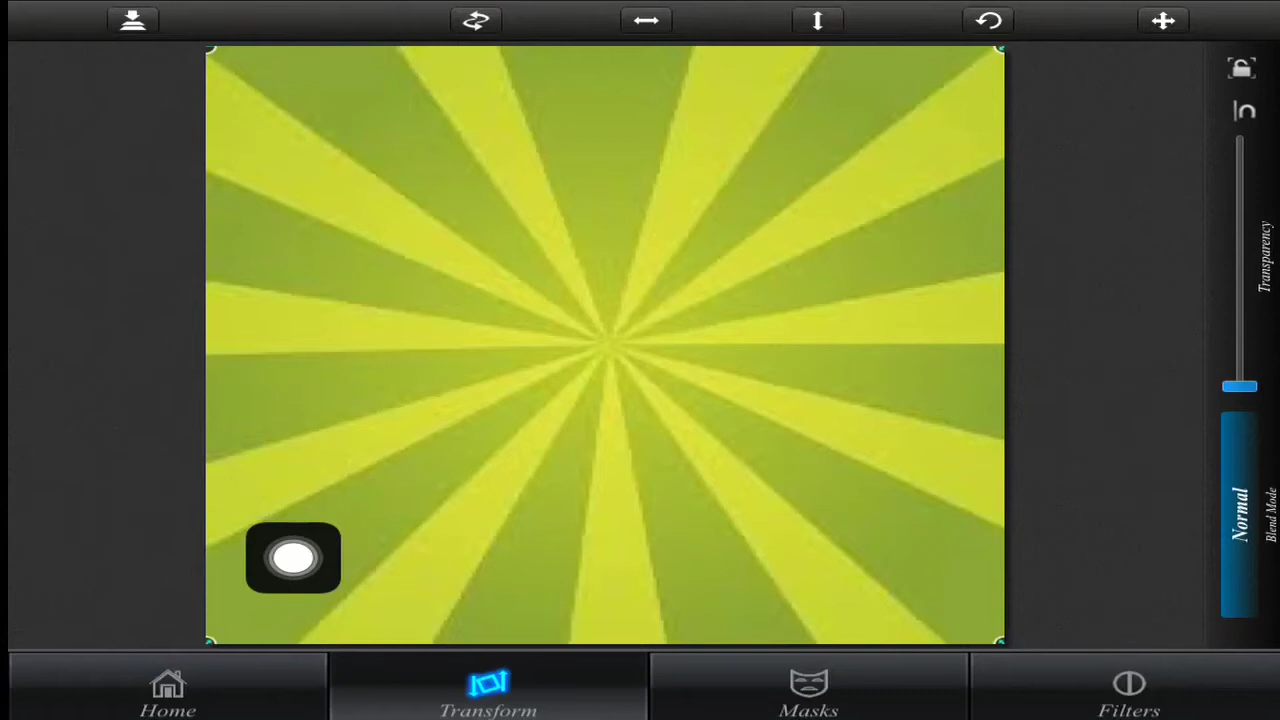 Transparency
Normal
Blend Mode
Home
Transform
Masks
Filters